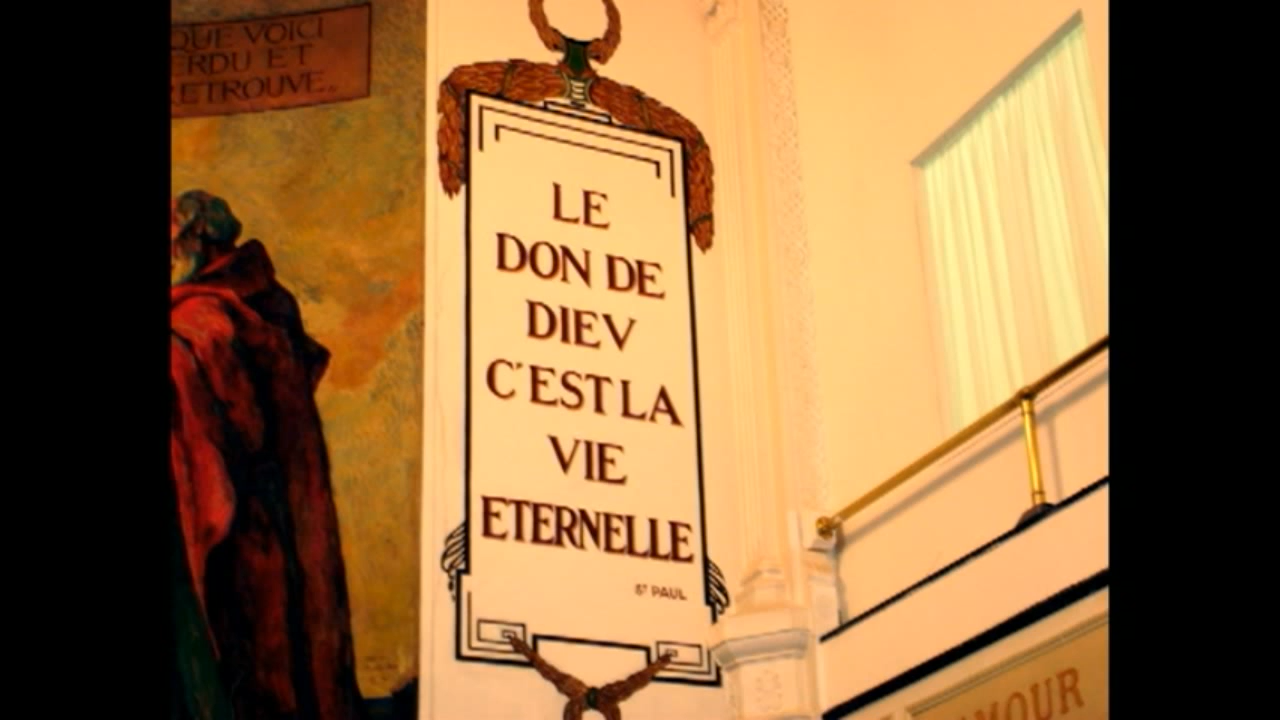 QUE VOICI
ERDU ET
RETROUVE..
LE
DON DE
DIEV
C'EST LA
VIE
ETERNELLE
ST PAUL
AMOUR